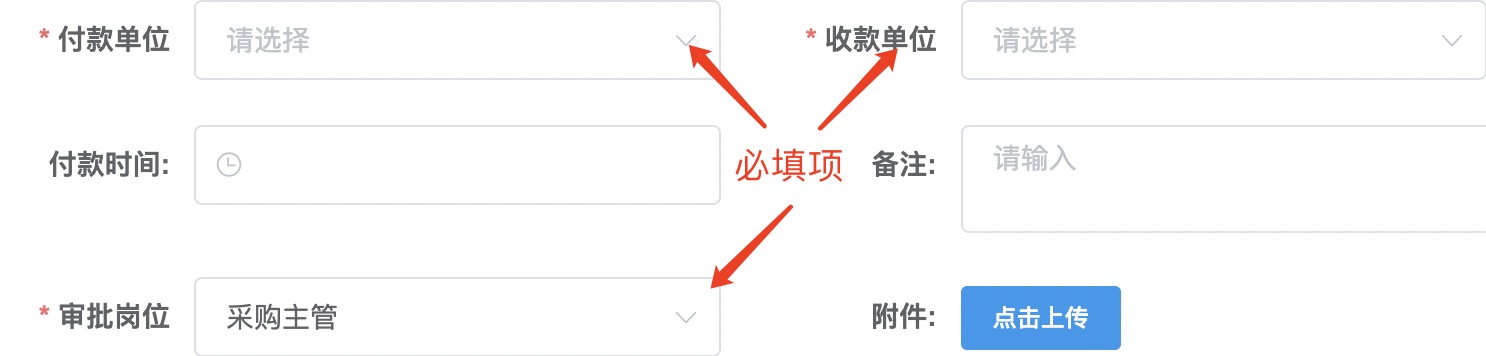 * 付款单位 请选择 * 收款单位 请选择
付款时间: 必填项 备注: 请输入
* 审批岗位 采购主管 附件: 点击上传